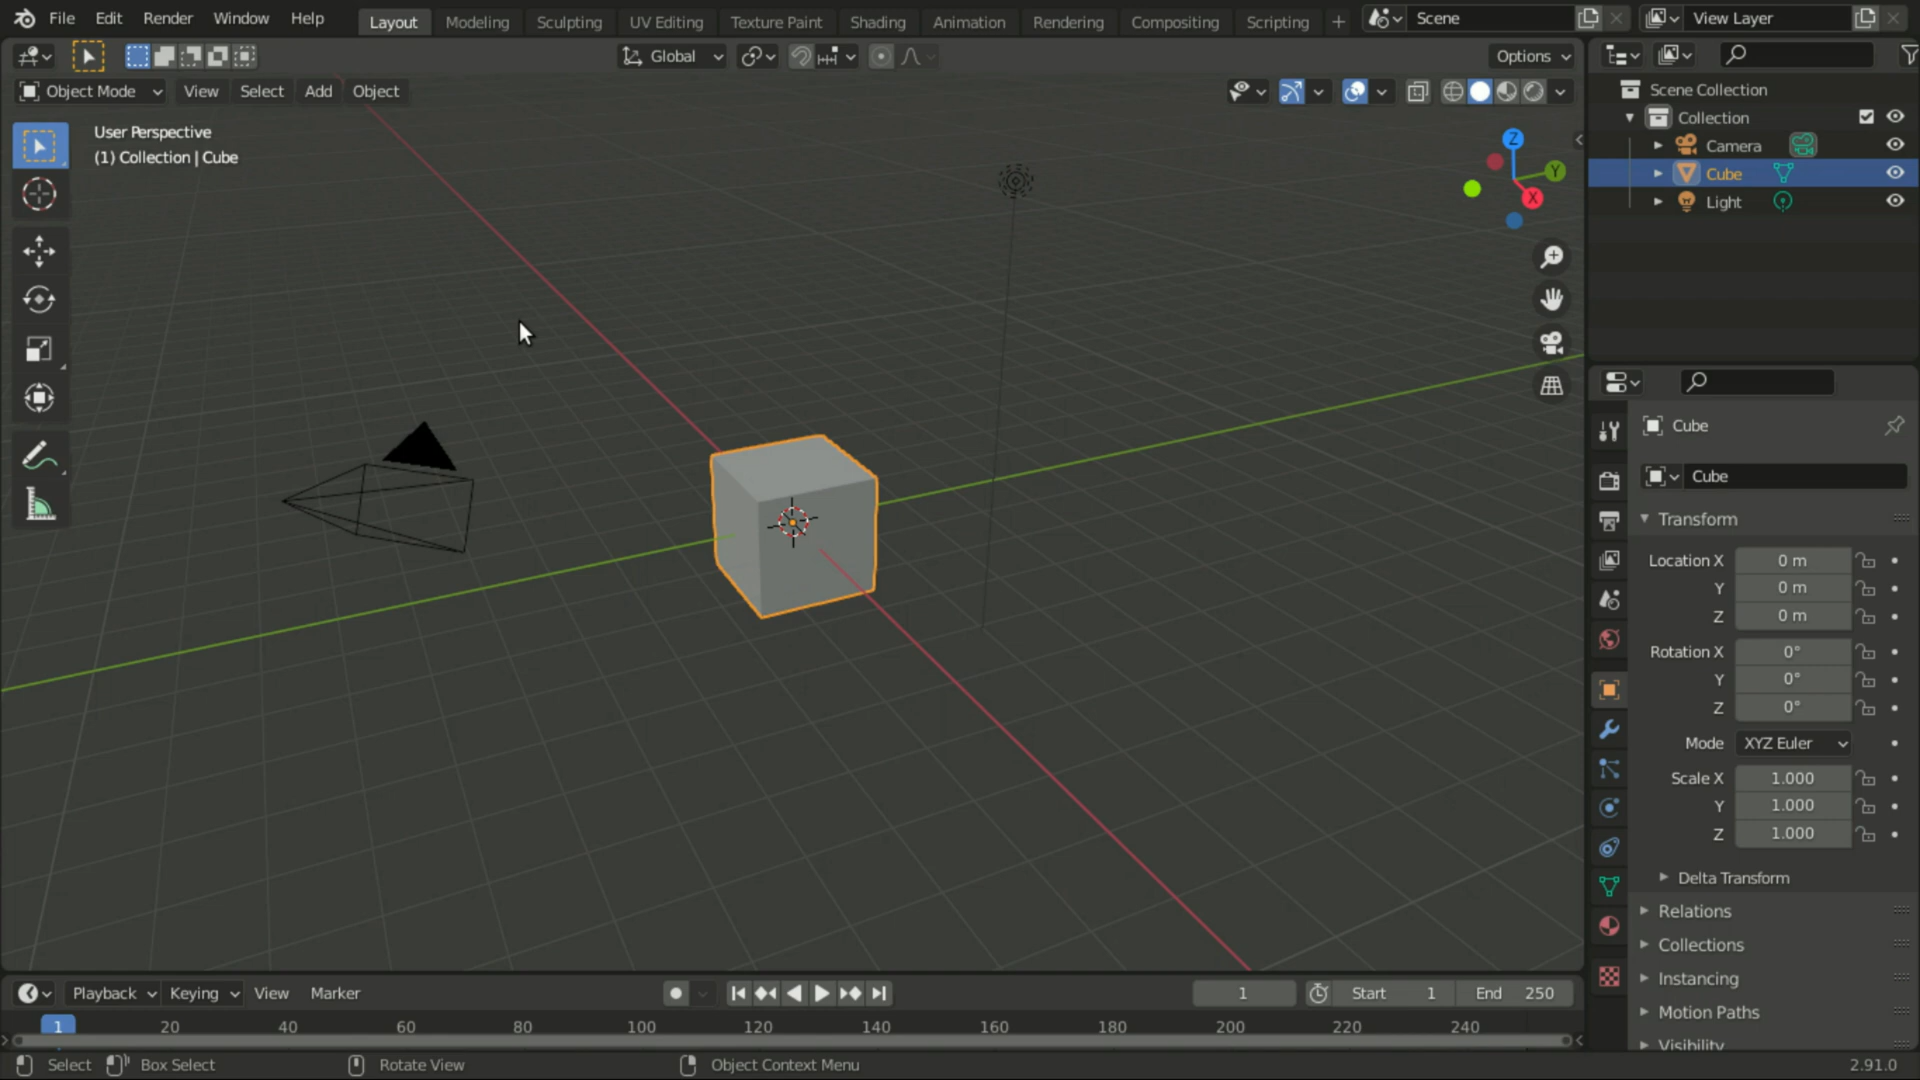 File Edit Render Window Help Layout Modeling Sculpting UV Editing Texture Paint Shading Animation Rendering Compositing Scripting + Scene View Layer
Global Options
Object Mode View Select Add Object
User Perspective
(1) Collection | Cube
Z
Y
X
Scene Collection
Collection
Camera
Cube
Light
Cube
Cube
Transform
Location X 0 m
Y 0 m
Z 0 m
Rotation X 0°
Y 0°
Z 0°
Mode XYZ Euler
Scale X 1.000
Y 1.000
Z 1.000
Delta Transform
Relations
Collections
Instancing
Motion Paths
Visibility
Playback Keying View Marker 1 Start 1 End 250
1 20 40 60 80 100 120 140 160 180 200 220 240
Select Box Select Rotate View Object Context Menu 2.91.0